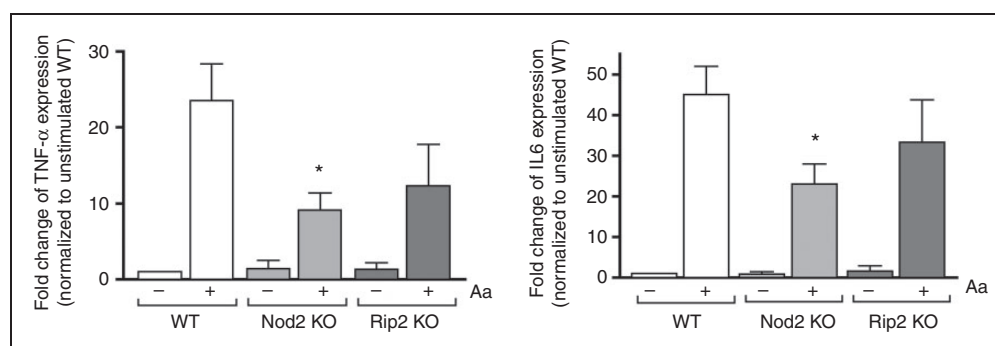 Fold change of TNF-α expression
(normalized to unstimulated WT)
30
20
10
0
*
− + − + − + Aa
WT Nod2 KO Rip2 KO
Fold change of IL6 expression
(normalized to unstimulated WT)
50
40
30
20
10
0
*
− + − + − + Aa
WT Nod2 KO Rip2 KO